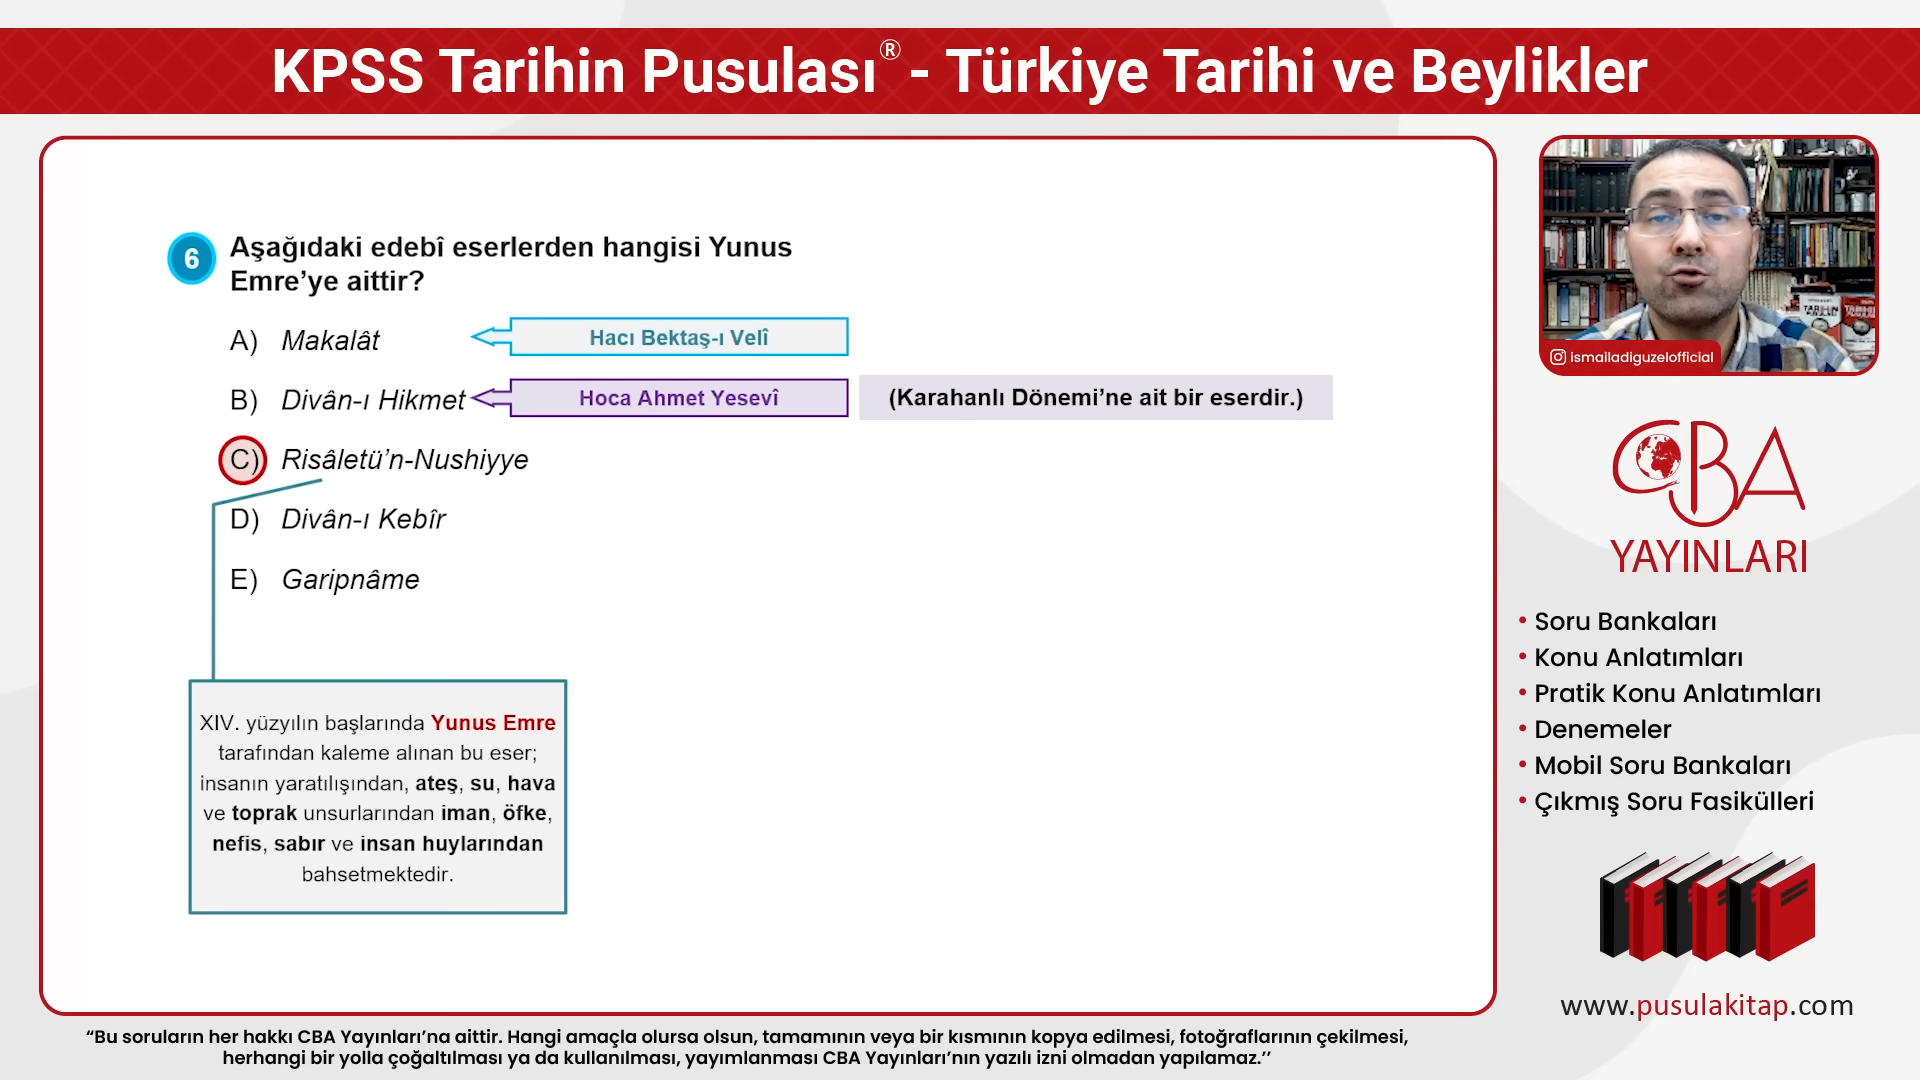 KPSS Tarihin Pusulası® - Türkiye Tarihi ve Beylikler
6 Aşağıdaki edebî eserlerden hangisi Yunus
Emre’ye aittir?
A) Makalât
Hacı Bektaş-ı Velî
B) Divân-ı Hikmet
Hoca Ahmet Yesevî
(Karahanlı Dönemi’ne ait bir eserdir.)
C) Risâletü’n-Nushiyye
D) Divân-ı Kebîr
E) Garipnâme
XIV. yüzyılın başlarında Yunus Emre
tarafından kaleme alınan bu eser;
insanın yaratılışından, ateş, su, hava
ve toprak unsurlarından iman, öfke,
nefis, sabır ve insan huylarından
bahsetmektedir.
ismailadiguzelofficial
CBA
YAYINLARI
• Soru Bankaları
• Konu Anlatımları
• Pratik Konu Anlatımları
• Denemeler
• Mobil Soru Bankaları
• Çıkmış Soru Fasikülleri
www.pusulakitap.com
“Bu soruların her hakkı CBA Yayınları’na aittir. Hangi amaçla olursa olsun, tamamının veya bir kısmının kopya edilmesi, fotoğraflarının çekilmesi,
herhangi bir yolla çoğaltılması ya da kullanılması, yayımlanması CBA Yayınları’nın yazılı izni olmadan yapılamaz.’’